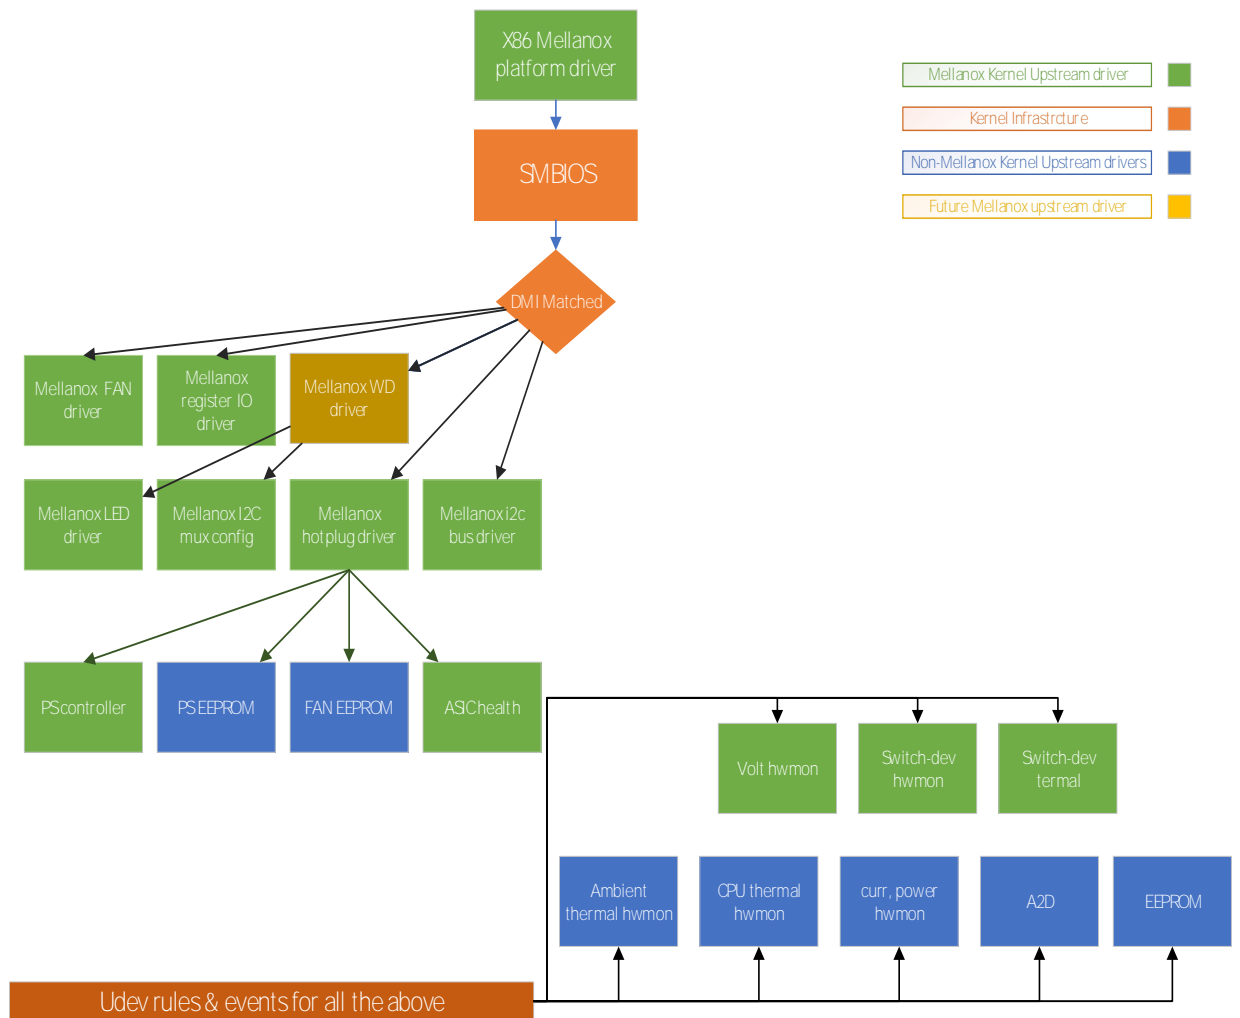 X86 Mellanox
platform driver
Mellanox Kernel Upstream driver
Kernel Infrastrcture
Non-Mellanox Kernel Upstream drivers
Future Mellanox upstream driver
SMBIOS
DMI Matched
Mellanox FAN
driver
Mellanox
register IO
driver
Mellanox WD
driver
Mellanox LED
driver
Mellanox I2C
mux config
Mellanox
hotplug driver
Mellanox i2c
bus driver
PS controller
PS EEPROM
FAN EEPROM
ASIC health
Volt hwmon
Switch-dev
hwmon
Switch-dev
termal
Ambient
thermal hwmon
CPU thermal
hwmon
curr, power
hwmon
A2D
EEPROM
Udev rules & events for all the above